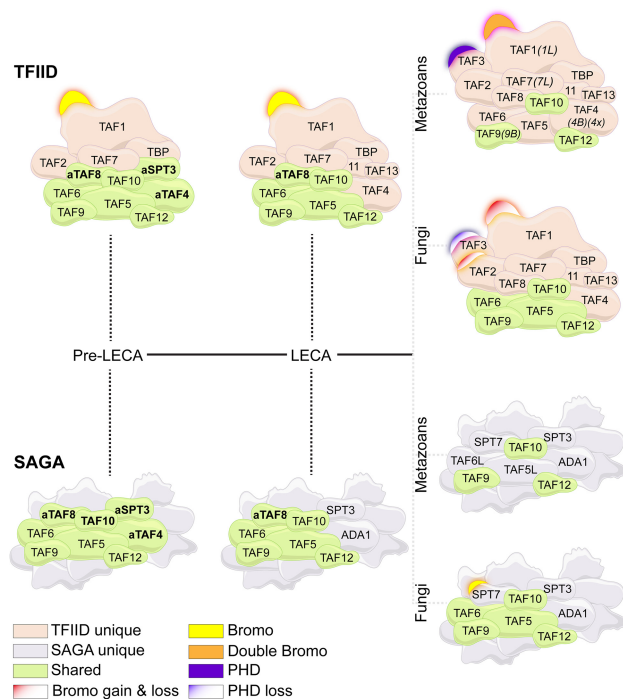 TFIID
TAF1
TAF2
TAF7
TBP
aTAF8
aSPT3
TAF6
TAF10
aTAF4
TAF9
TAF5
TAF12
TAF1
TAF2
TAF7
TBP
aTAF8
TAF10
11
TAF13
TAF6
TAF4
TAF9
TAF5
TAF12
Metazoans
TAF3
TAF1(1L)
TAF2
TAF7(7L)
TBP
TAF8
11
TAF13
TAF10
TAF6
TAF5
TAF4
(4B)(4x)
TAF9(9B)
TAF12
Fungi
TAF3
TAF1
TAF2
TAF7
TBP
TAF8
11
TAF13
TAF10
TAF6
TAF5
TAF4
TAF9
TAF12
Pre-LECA
LECA
SAGA
aTAF8
TAF10
aSPT3
TAF6
aTAF4
TAF9
TAF5
TAF12
aTAF8
TAF10
SPT3
TAF6
ADA1
TAF9
TAF5
TAF12
Metazoans
SPT7
TAF10
SPT3
TAF6L
TAF5L
ADA1
TAF9
TAF12
Fungi
SPT7
TAF10
SPT3
TAF6
TAF5
ADA1
TAF9
TAF12
TFIID unique
SAGA unique
Shared
Bromo gain & loss
Bromo
Double Bromo
PHD
PHD loss